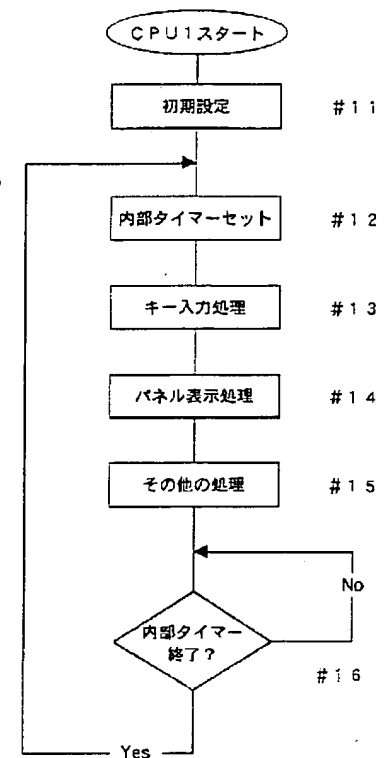 CPU1スタート
初期設定 #11
内部タイマーセット #12
キー入力処理 #13
パネル表示処理 #14
その他の処理 #15
No
内部タイマー
終了?
#16
Yes